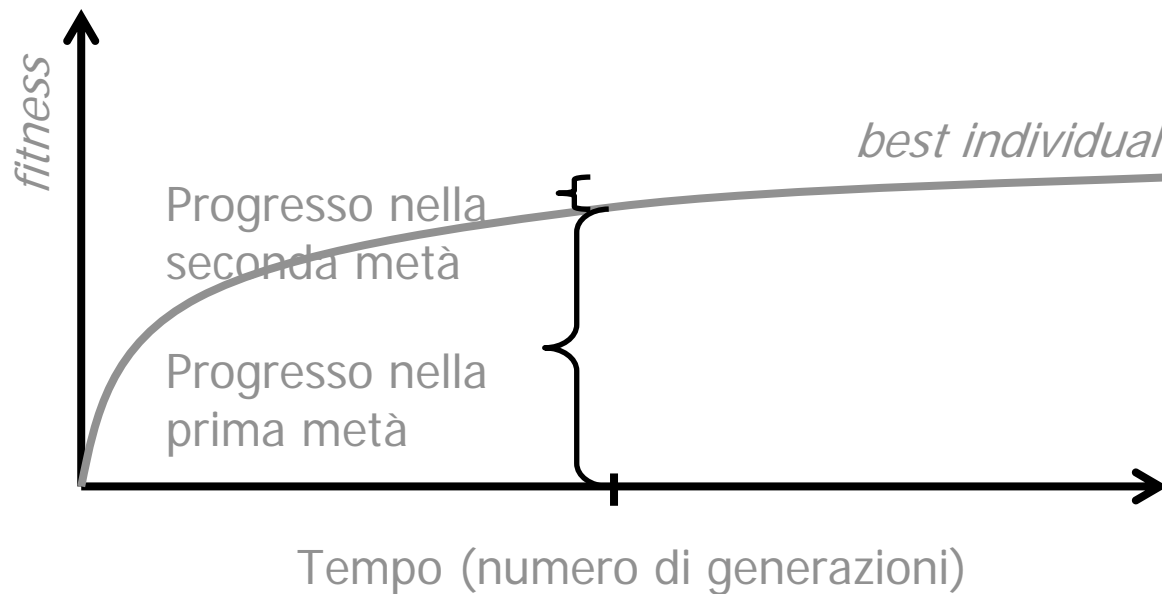 fitness
best individual
Progresso nella
seconda metà
Progresso nella
prima metà
Tempo (numero di generazioni)